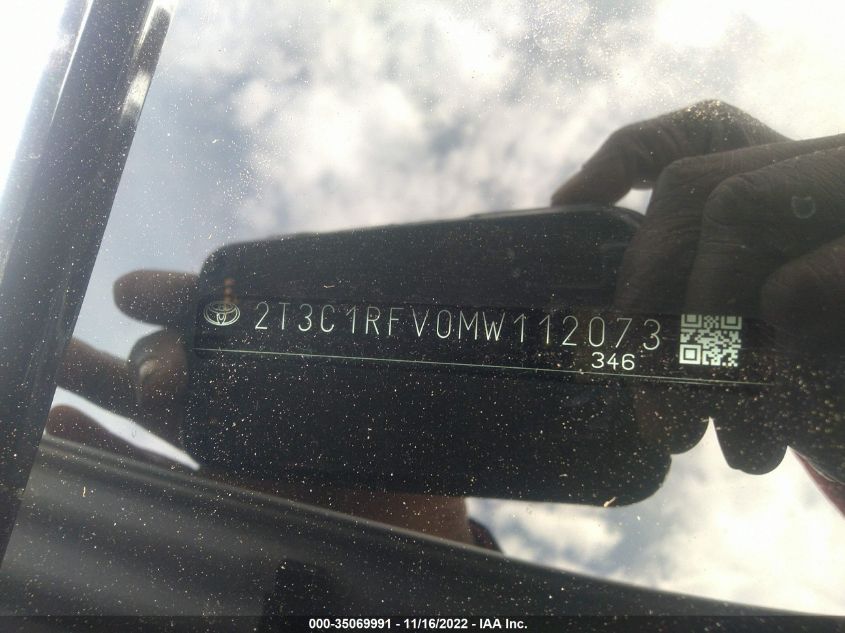 2T3C1RFV0MW112073
346
000-35069991 - 11/16/2022 - IAA Inc.